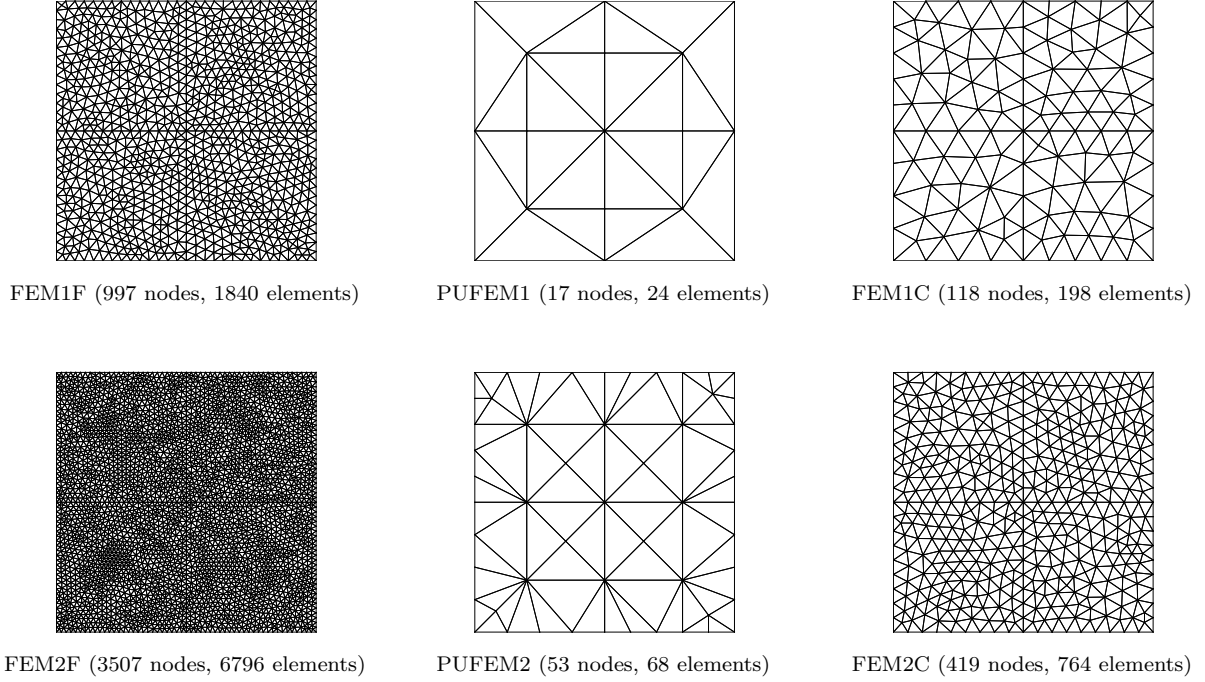 FEM1F (997 nodes, 1840 elements)
PUFEM1 (17 nodes, 24 elements)
FEM1C (118 nodes, 198 elements)
FEM2F (3507 nodes, 6796 elements)
PUFEM2 (53 nodes, 68 elements)
FEM2C (419 nodes, 764 elements)